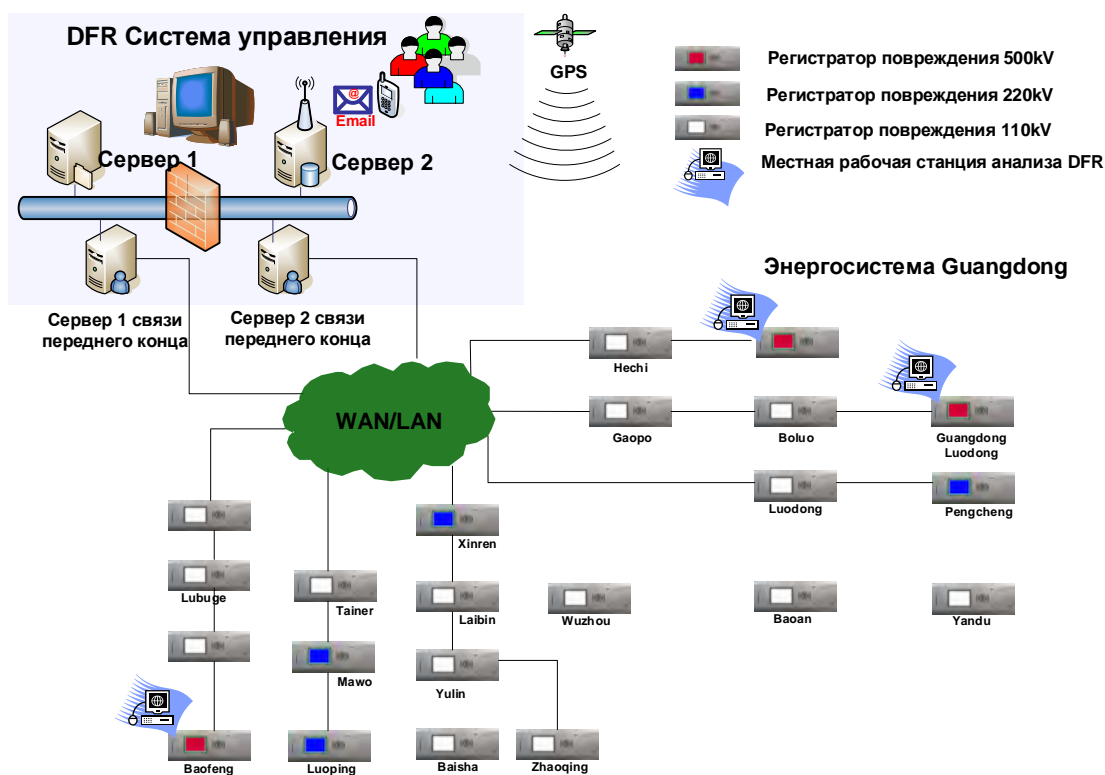 DFR Система управления
GPS
@
Email
Сервер 1
Сервер 2
Сервер 1 связи
переднего конца
Сервер 2 связи
переднего конца
Регистратор повреждения 500kV
Регистратор повреждения 220kV
Регистратор повреждения 110kV
Местная рабочая станция анализа DFR
Энергосистема Guangdong
WAN/LAN
Hechi
Gaopo
Boluo
Guangdong
Luodong
Luodong
Pengcheng
Xinren
Lubuge
Tainer
Laibin
Wuzhou
Baoan
Yandu
Mawo
Yulin
Baofeng
Luoping
Baisha
Zhaoqing